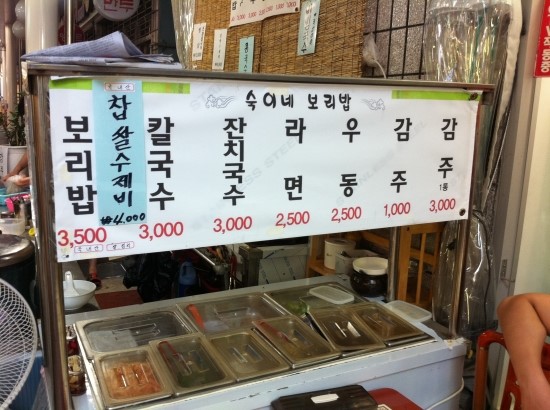 숙이네 보리밥
보리밥 3,500
찹쌀수제비 ₩4,000
칼국수 3,000
잔치국수 3,000
라면 2,500
우동 2,500
감주 1,000
감주 1통 3,000